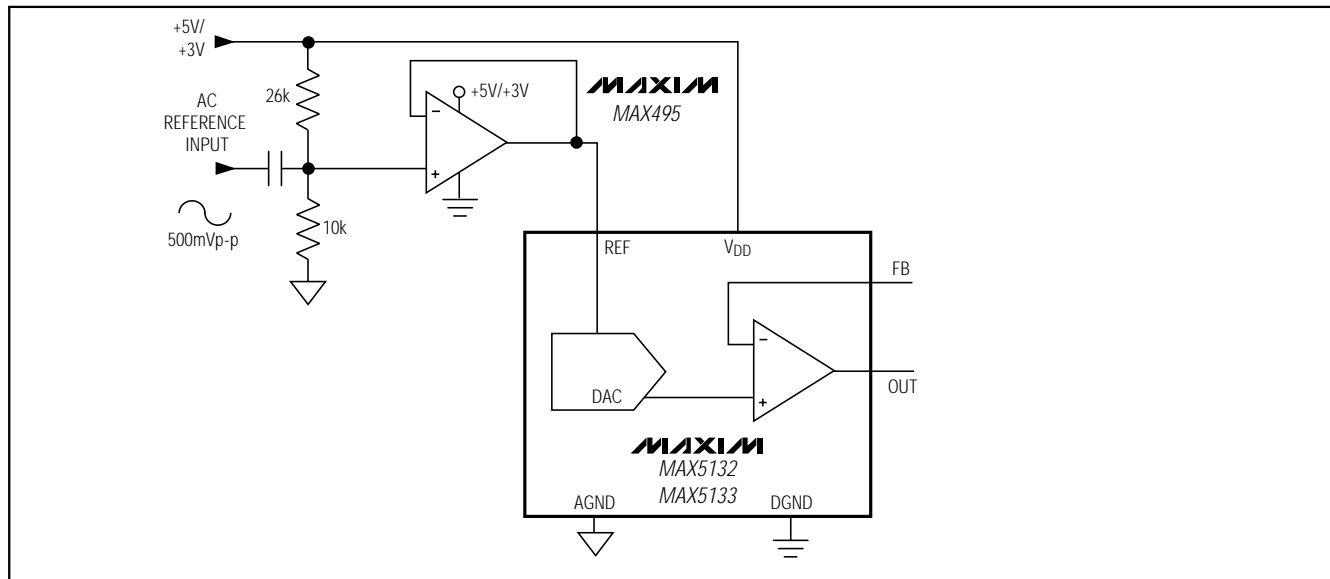 +5V/
+3V
26k
+5V/+3V
MAXIM
MAX495
AC
REFERENCE
INPUT
−
+
10k
500mVp-p
REF
VDD
FB
−
DAC
+
OUT
MAXIM
MAX5132
MAX5133
AGND
DGND